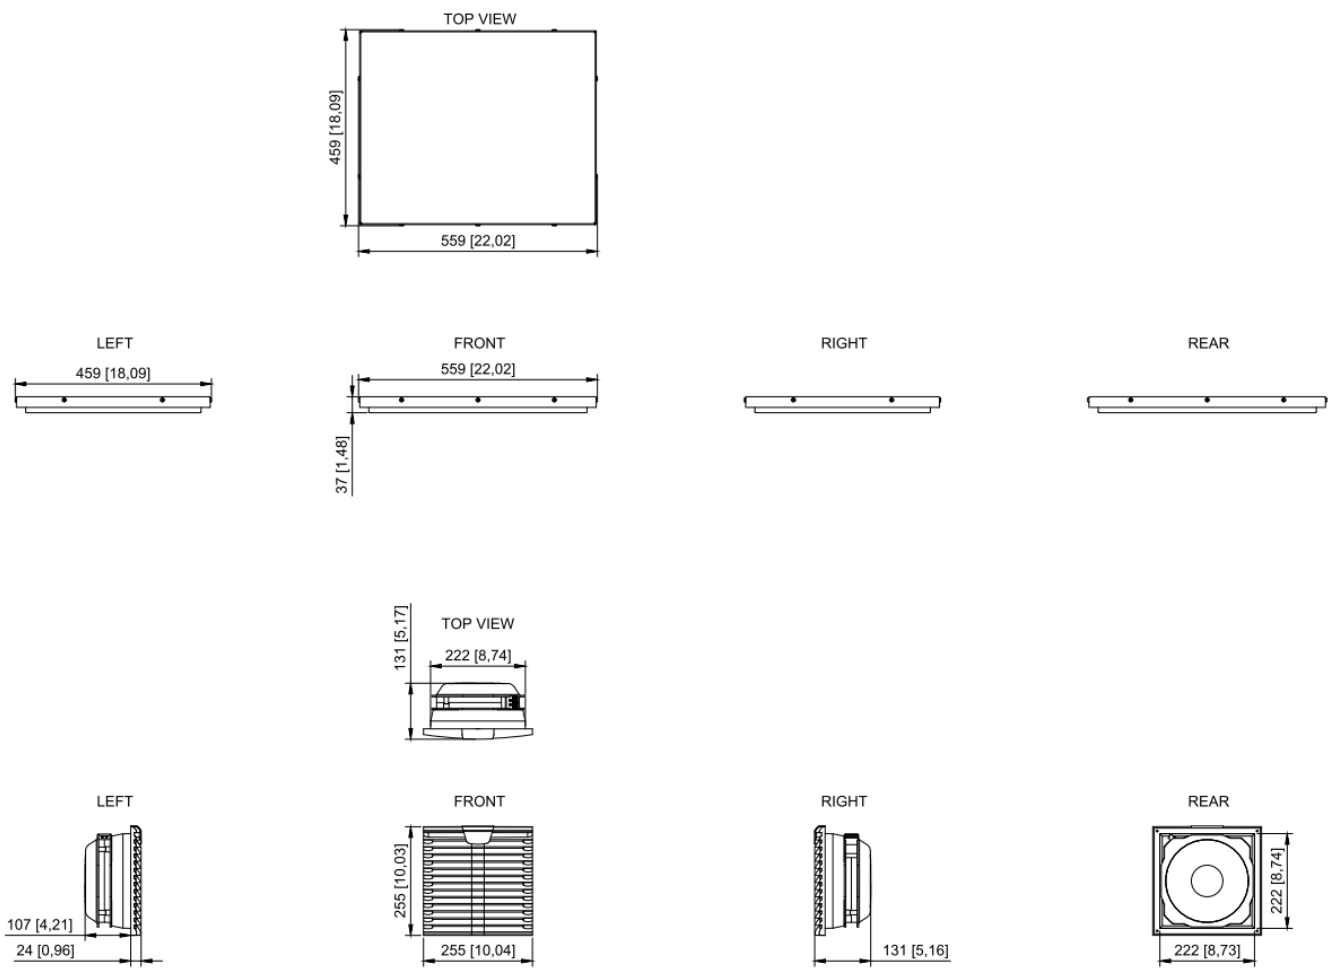 TOP VIEW
459 [18,09]
559 [22,02]
LEFT
FRONT
RIGHT
REAR
459 [18,09]
559 [22,02]
37 [1,48]
131 [5,17]
TOP VIEW
222 [8,74]
LEFT
FRONT
RIGHT
REAR
255 [10,03]
222 [8,74]
107 [4,21]
24 [0,96]
255 [10,04]
131 [5,16]
222 [8,73]